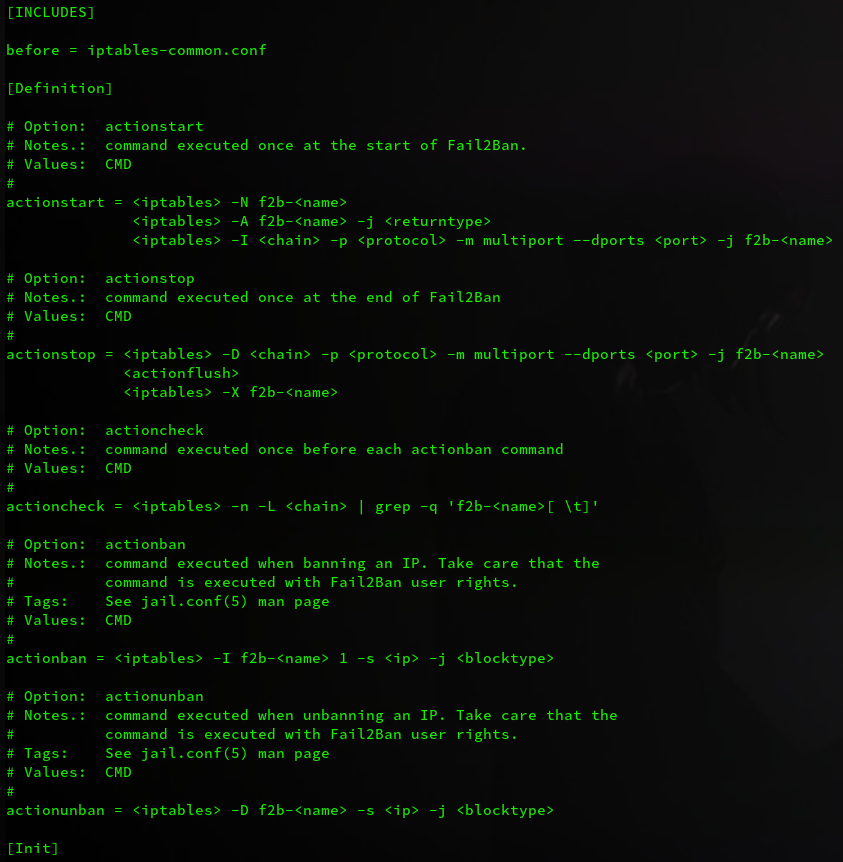 [INCLUDES]
before = iptables-common.conf
[Definition]
# Option:  actionstart
# Notes.:  command executed once at the start of Fail2Ban.
# Values:  CMD
#
actionstart = <iptables> -N f2b-<name>
              <iptables> -A f2b-<name> -j <returntype>
              <iptables> -I <chain> -p <protocol> -m multiport --dports <port> -j f2b-<name>
# Option:  actionstop
# Notes.:  command executed once at the end of Fail2Ban
# Values:  CMD
#
actionstop = <iptables> -D <chain> -p <protocol> -m multiport --dports <port> -j f2b-<name>
             <actionflush>
             <iptables> -X f2b-<name>
# Option:  actioncheck
# Notes.:  command executed once before each actionban command
# Values:  CMD
#
actioncheck = <iptables> -n -L <chain> | grep -q 'f2b-<name>[ \t]'
# Option:  actionban
# Notes.:  command executed when banning an IP. Take care that the
#          command is executed with Fail2Ban user rights.
# Tags:    See jail.conf(5) man page
# Values:  CMD
#
actionban = <iptables> -I f2b-<name> 1 -s <ip> -j <blocktype>
# Option:  actionunban
# Notes.:  command executed when unbanning an IP. Take care that the
#          command is executed with Fail2Ban user rights.
# Tags:    See jail.conf(5) man page
# Values:  CMD
#
actionunban = <iptables> -D f2b-<name> -s <ip> -j <blocktype>
[Init]